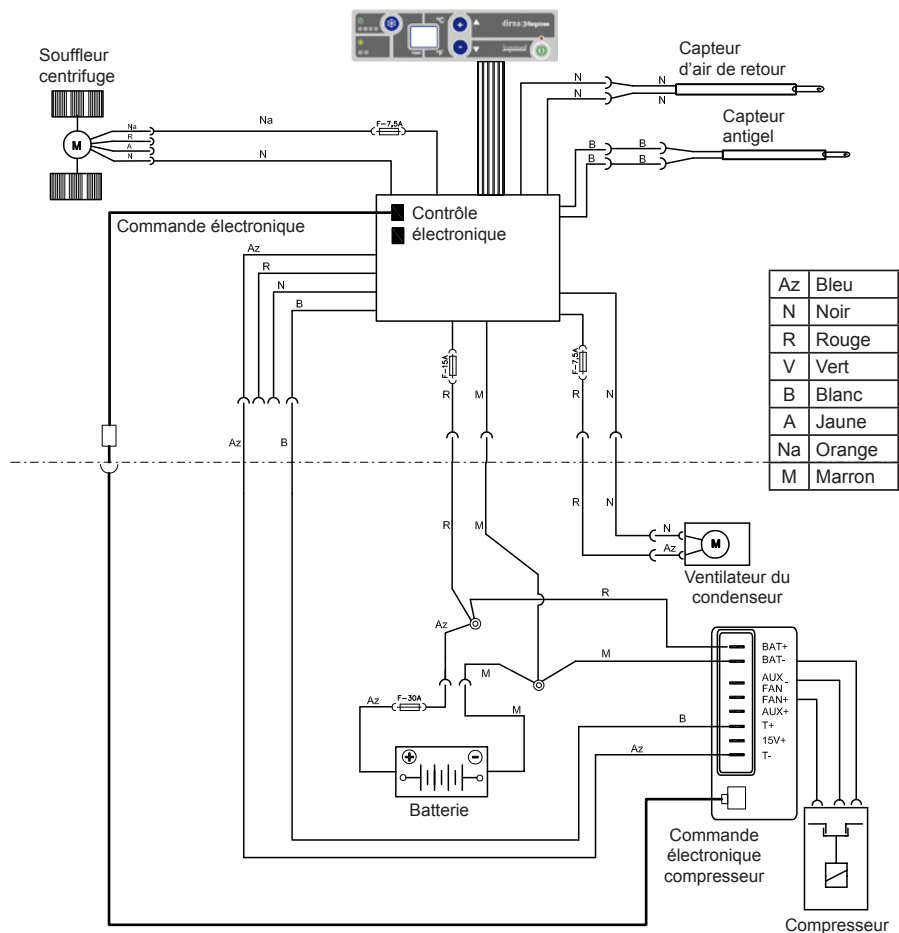 °C
dirna Bergstrom
°F
Souffleur
centrifuge
Capteur
d'air de retour
Capteur
antigel
N
N
N
N
B
B
B
B
Na
R
A
N
Na
N
F-7,5A
M
Commande électronique
Contrôle
électronique
Az
R
N
B
F-15A
F-7,5A
R
M
R
N
Az
B
Az Bleu
N Noir
R Rouge
V Vert
B Blanc
A Jaune
Na Orange
M Marron
R
M
R
N
N
Az
M
Ventilateur du
condenseur
R
Az
M
M
Az
F-30A
M
B
Az
Batterie
BAT+
BAT-
AUX -
FAN
FAN+
AUX+
T+
15V+
T-
Commande
électronique
compresseur
Compresseur